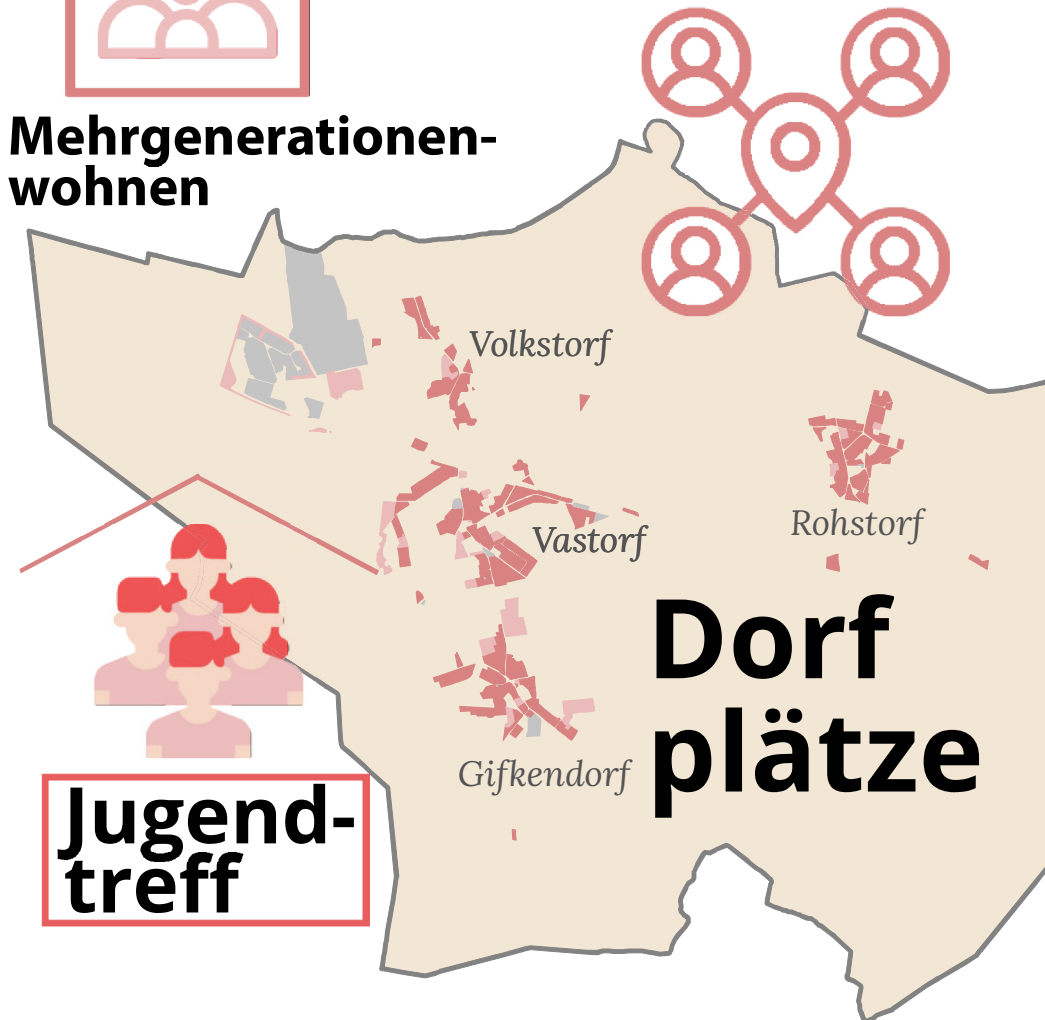 Mehrgenerationen-
wohnen
Volkstorf
Rohstorf
Vastorf
Dorf
plätze
Gifkendorf
Jugend-
treff